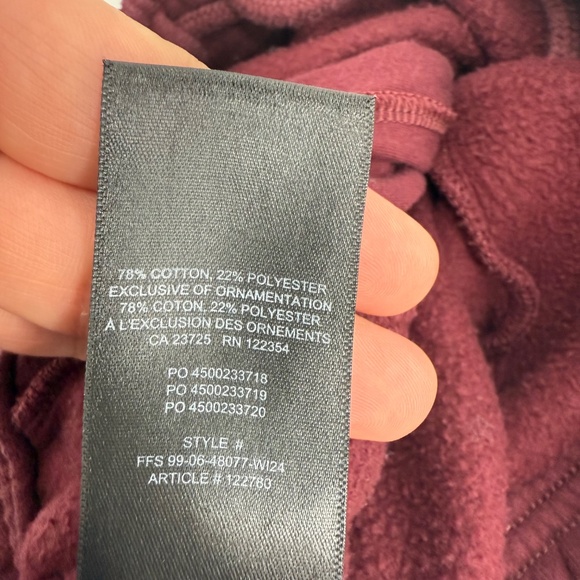 78% COTTON, 22% POLYESTER
EXCLUSIVE OF ORNAMENTATION
78% COTON, 22% POLYESTER
À L'EXCLUSION DES ORNEMENTS
CA 23725 RN 122354
PO 4500233718
PO 4500233719
PO 4500233720
STYLE #
FFS 99-06-48077-WI24
ARTICLE # 122780